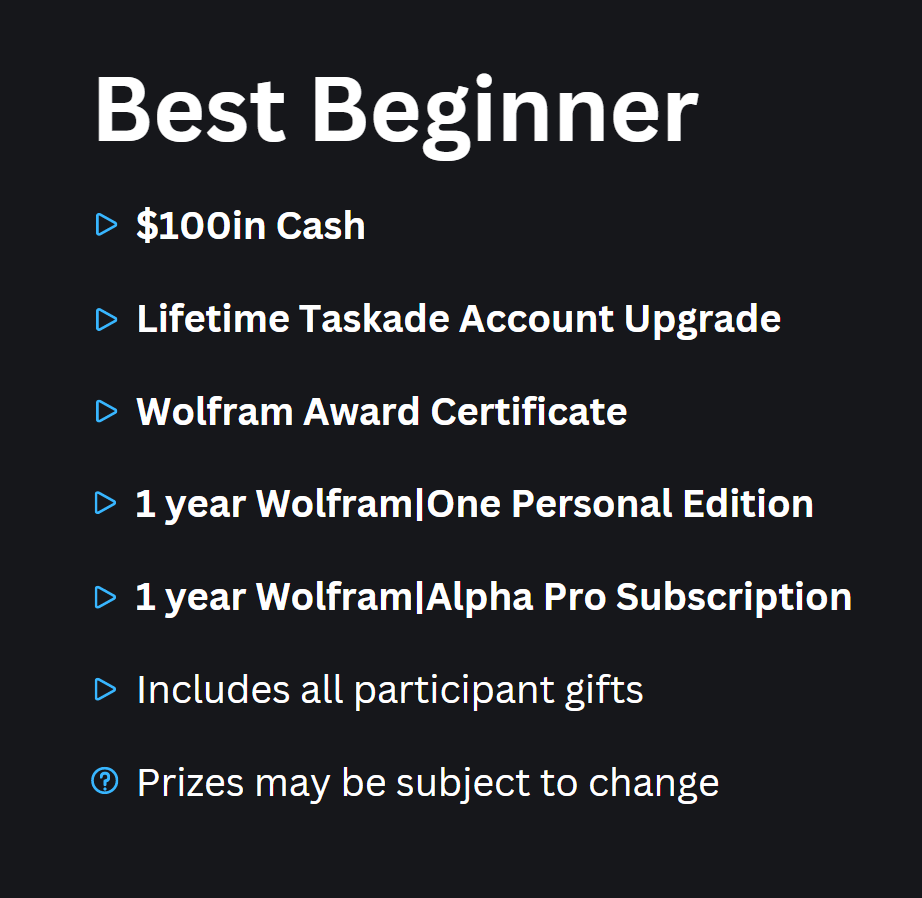 Best Beginner
$100in Cash
Lifetime Taskade Account Upgrade
Wolfram Award Certificate
1 year Wolfram|One Personal Edition
1 year Wolfram|Alpha Pro Subscription
Includes all participant gifts
Prizes may be subject to change